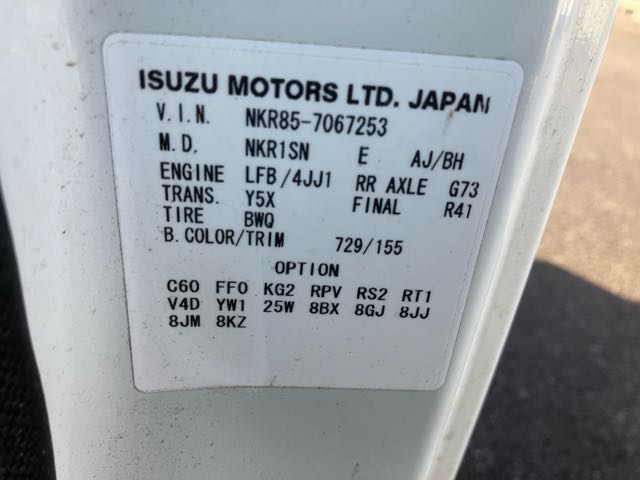 ISUZU MOTORS LTD. JAPAN
V.I.N. NKR85-7067253
M.D. NKR1SN E AJ/BH
ENGINE LFB/4JJ1 RR AXLE G73
TRANS. Y5X FINAL R41
TIRE BWQ
B.COLOR/TRIM 729/155
OPTION
C60 FF0 KG2 RPV RS2 RT1
V4D YW1 25W 8BX 8GJ 8JJ
8JM 8KZ